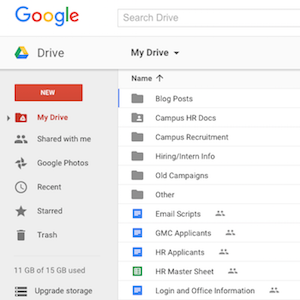 Google
Search Drive
Drive
My Drive
Name
NEW
My Drive
Shared with me
Google Photos
Recent
Starred
Trash
11 GB of 15 GB used
Upgrade storage
Blog Posts
Campus HR Docs
Campus Recruitment
Hiring/Intern Info
Old Campaigns
Other
Email Scripts
GMC Applicants
HR Applicants
HR Master Sheet
Login and Office Information